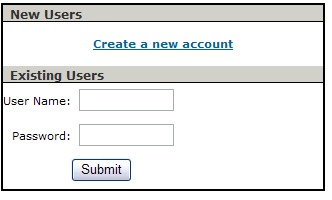 New Users
Create a new account
Existing Users
User Name:
Password:
Submit